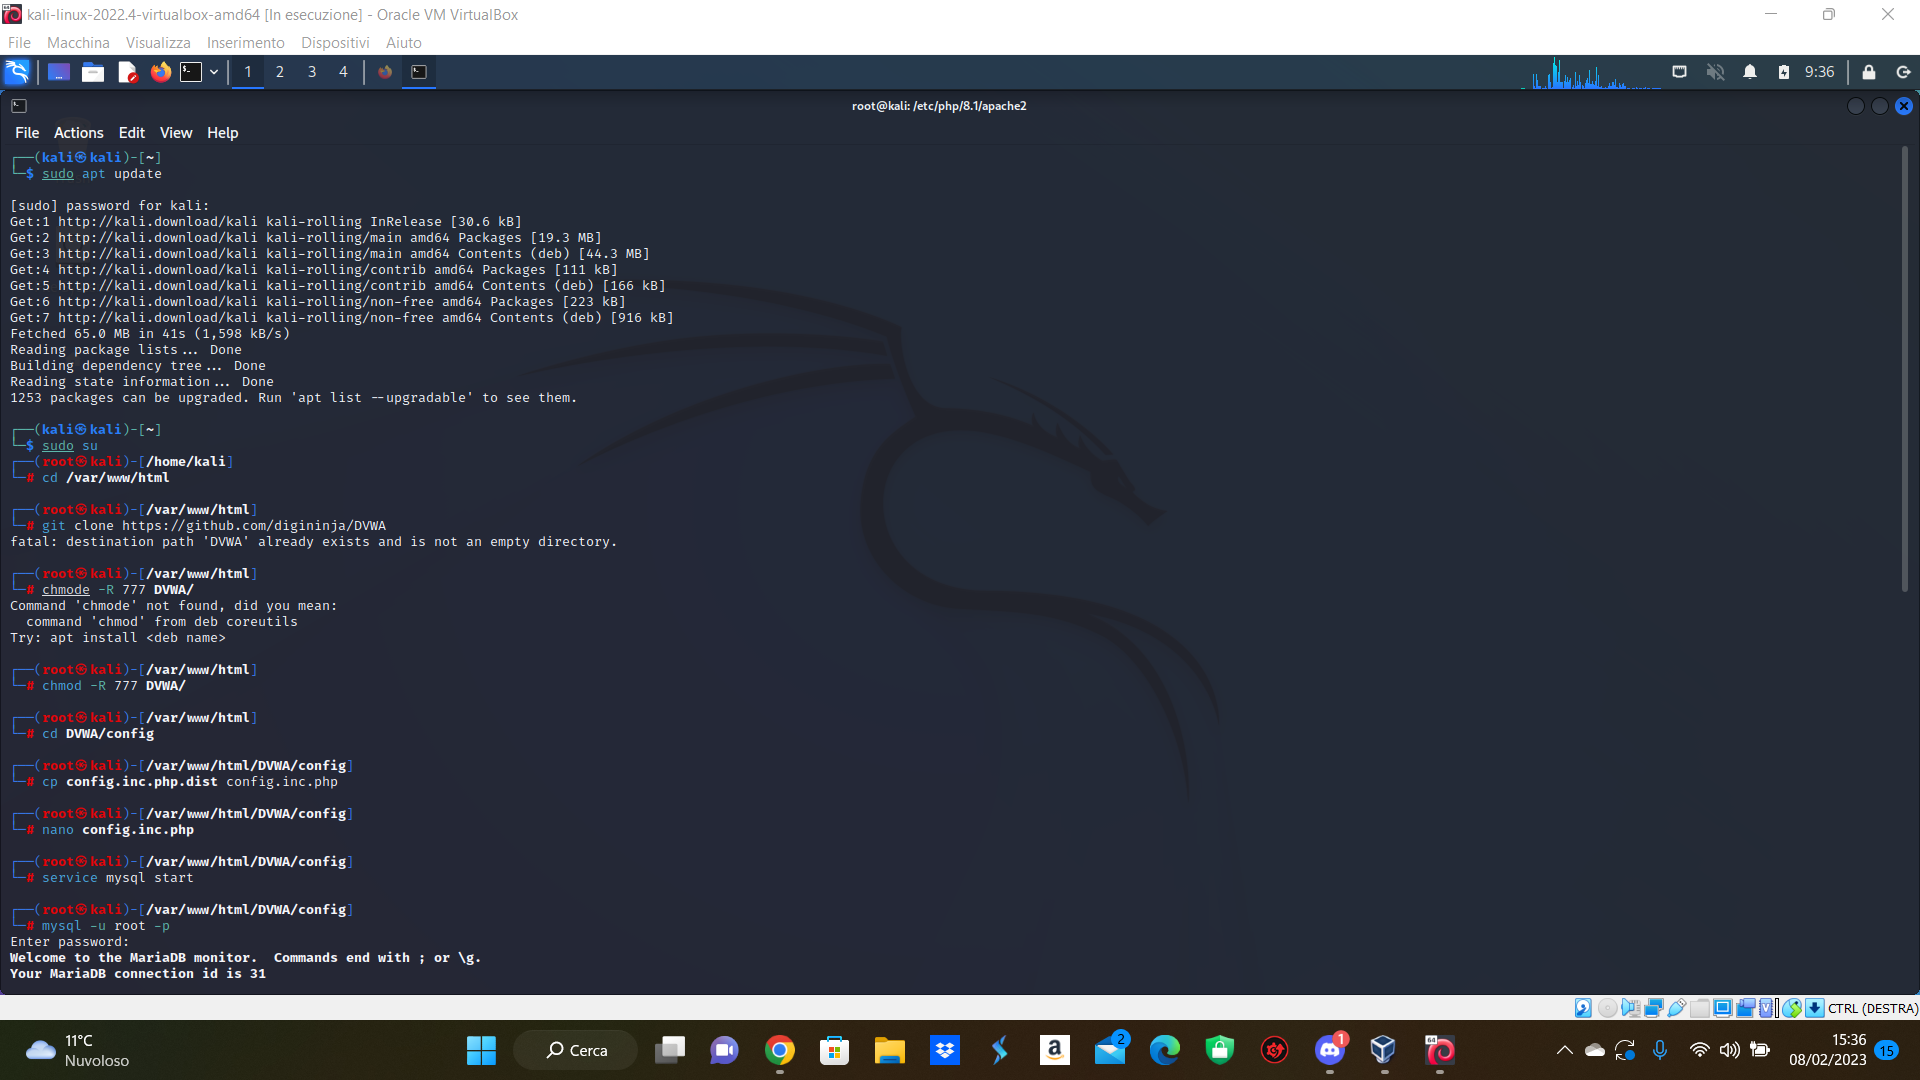 kali-linux-2022.4-virtualbox-amd64 [In esecuzione] - Oracle VM VirtualBox
File Macchina Visualizza Inserimento Dispositivi Aiuto
1 2 3 4 9:36
root@kali: /etc/php/8.1/apache2
File Actions Edit View Help
┌──(kali㉿kali)-[~]
└─$ sudo apt update
[sudo] password for kali:
Get:1 http://kali.download/kali kali-rolling InRelease [30.6 kB]
Get:2 http://kali.download/kali kali-rolling/main amd64 Packages [19.3 MB]
Get:3 http://kali.download/kali kali-rolling/main amd64 Contents (deb) [44.3 MB]
Get:4 http://kali.download/kali kali-rolling/contrib amd64 Packages [111 kB]
Get:5 http://kali.download/kali kali-rolling/contrib amd64 Contents (deb) [166 kB]
Get:6 http://kali.download/kali kali-rolling/non-free amd64 Packages [223 kB]
Get:7 http://kali.download/kali kali-rolling/non-free amd64 Contents (deb) [916 kB]
Fetched 65.0 MB in 41s (1,598 kB/s)
Reading package lists... Done
Building dependency tree... Done
Reading state information... Done
1253 packages can be upgraded. Run 'apt list --upgradable' to see them.
┌──(kali㉿kali)-[~]
└─$ sudo su
┌──(root㉿kali)-[/home/kali]
└─# cd /var/www/html
┌──(root㉿kali)-[/var/www/html]
└─# git clone https://github.com/digininja/DVWA
fatal: destination path 'DVWA' already exists and is not an empty directory.
┌──(root㉿kali)-[/var/www/html]
└─# chmode -R 777 DVWA/
Command 'chmode' not found, did you mean:
command 'chmod' from deb coreutils
Try: apt install <deb name>
┌──(root㉿kali)-[/var/www/html]
└─# chmod -R 777 DVWA/
┌──(root㉿kali)-[/var/www/html]
└─# cd DVWA/config
┌──(root㉿kali)-[/var/www/html/DVWA/config]
└─# cp config.inc.php.dist config.inc.php
┌──(root㉿kali)-[/var/www/html/DVWA/config]
└─# nano config.inc.php
┌──(root㉿kali)-[/var/www/html/DVWA/config]
└─# service mysql start
┌──(root㉿kali)-[/var/www/html/DVWA/config]
└─# mysql -u root -p
Enter password:
Welcome to the MariaDB monitor.  Commands end with ; or \g.
Your MariaDB connection id is 31
CTRL (DESTRA)
11°C
Nuvoloso
Cerca
a
2
1
64
15:36
08/02/2023
15